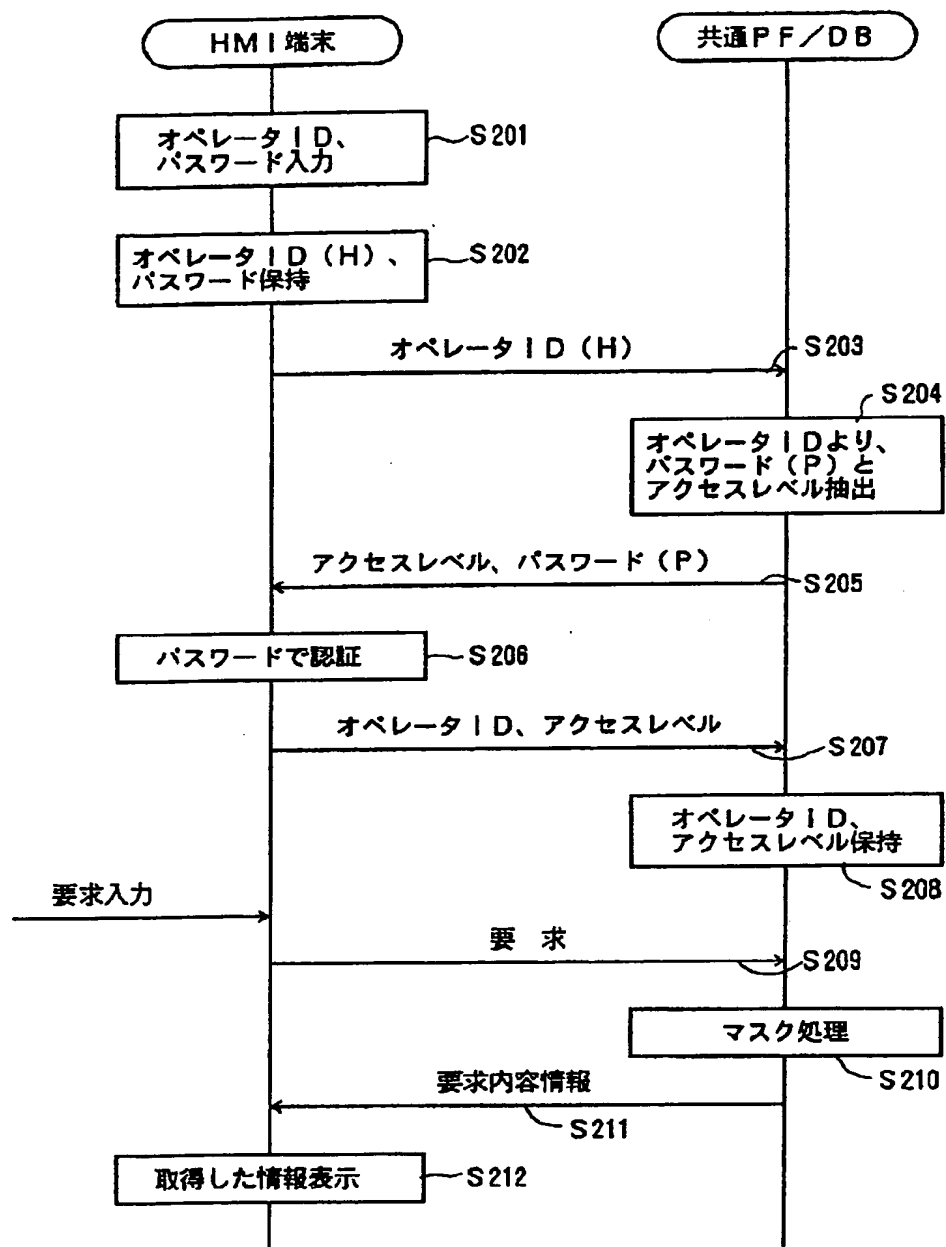 HMI端末
共通PF/DB
オペレータID、
パスワード入力
S201
オペレータID(H)、
パスワード保持
S202
オペレータID(H)
S203
S204
オペレータIDより、
パスワード(P)と
アクセスレベル抽出
アクセスレベル、パスワード(P)
S205
パスワードで認証
S206
オペレータID、アクセスレベル
S207
オペレータID、
アクセスレベル保持
S208
要求入力
要 求
S209
マスク処理
S210
要求内容情報
S211
取得した情報表示
S212